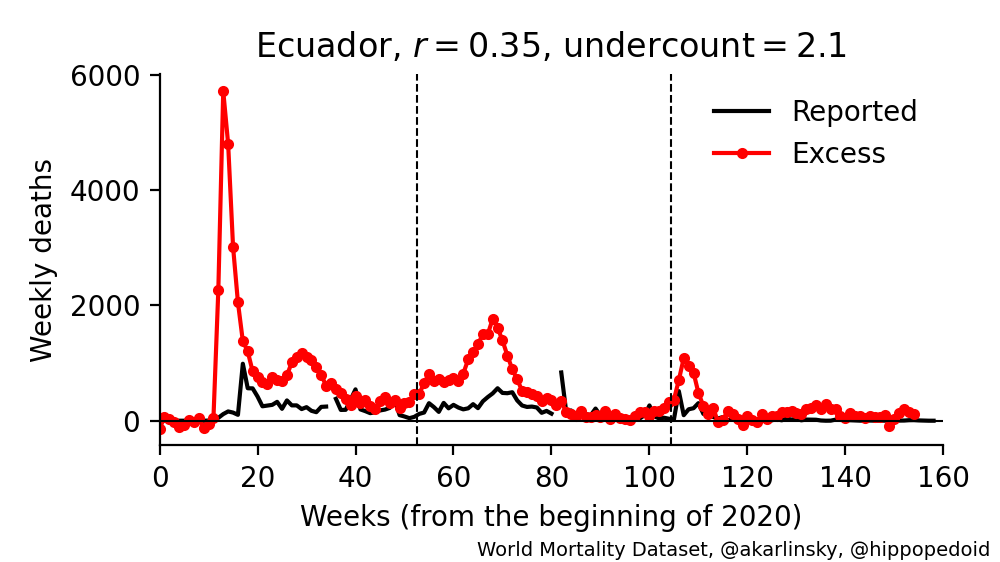 Ecuador, r = 0.35, undercount = 2.1
6000
4000
2000
0
Weekly deaths
Reported
Excess
0 20 40 60 80 100 120 140 160
Weeks (from the beginning of 2020)
World Mortality Dataset, @akarlinsky, @hippopedoid